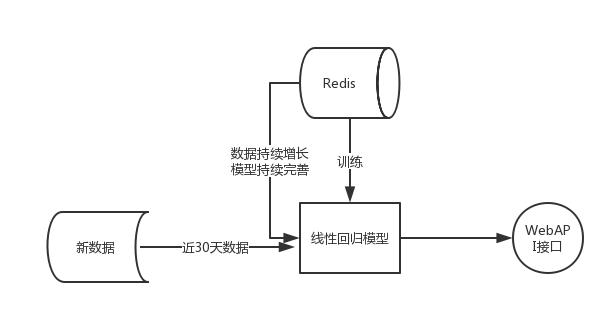 Redis
数据持续增长
模型持续完善
训练
新数据
近30天数据
线性回归模型
WebAP
I接口